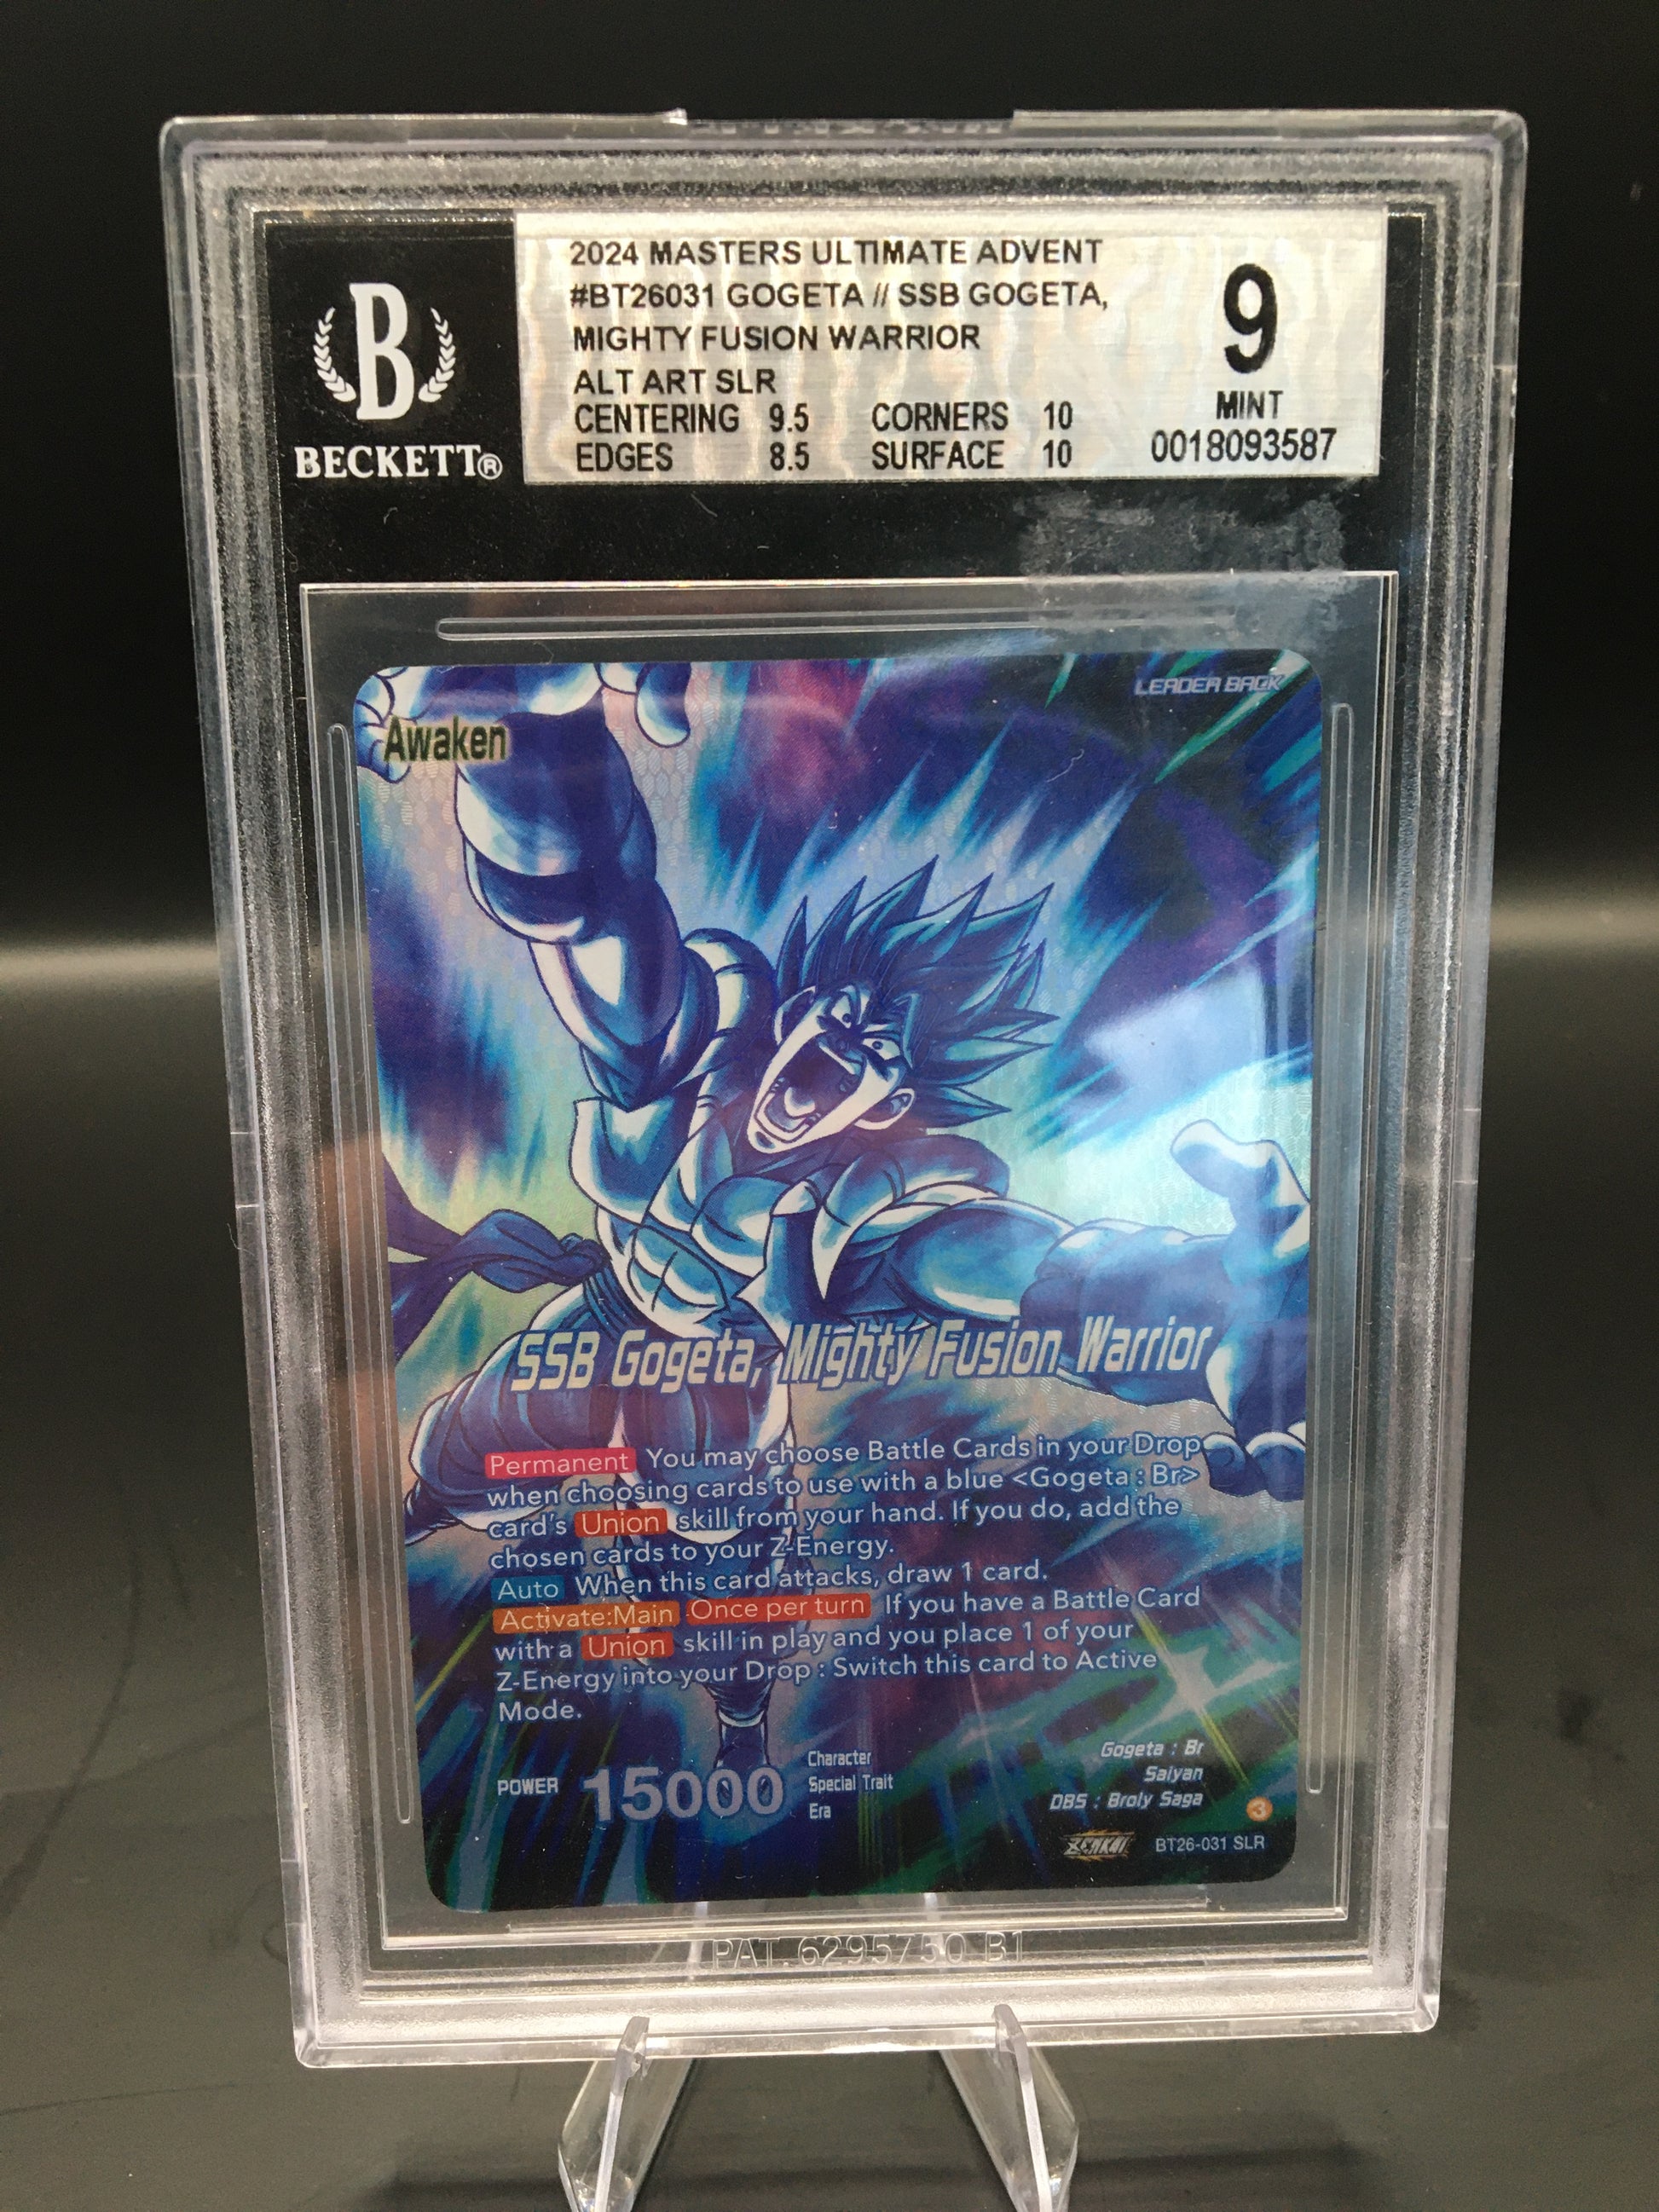 2024 MASTERS ULTIMATE ADVENT
#BT26031 GOGETA // SSB GOGETA,
MIGHTY FUSION WARRIOR
ALT ART SLR
CENTERING 9.5 CORNERS 10
EDGES 8.5 SURFACE 10
9
MINT
0018093587
B
BECKETT®
LEADER BACK
Awaken
SSB Gogeta, Mighty Fusion Warrior
Permanent You may choose Battle Cards in your Drop
when choosing cards to use with a blue <Gogeta : Br>
card's Union skill from your hand. If you do, add the
chosen cards to your Z-Energy.
Auto When this card attacks, draw 1 card.
Activate:Main Once per turn If you have a Battle Card
with a Union skill in play and you place 1 of your
Z-Energy into your Drop : Switch this card to Active
Mode.
POWER 15000
Character Gogeta : Br
Special Trait Saiyan
Era DBS : Broly Saga
3
ZENKAI BT26-031 SLR
PAT. 6295750 B1